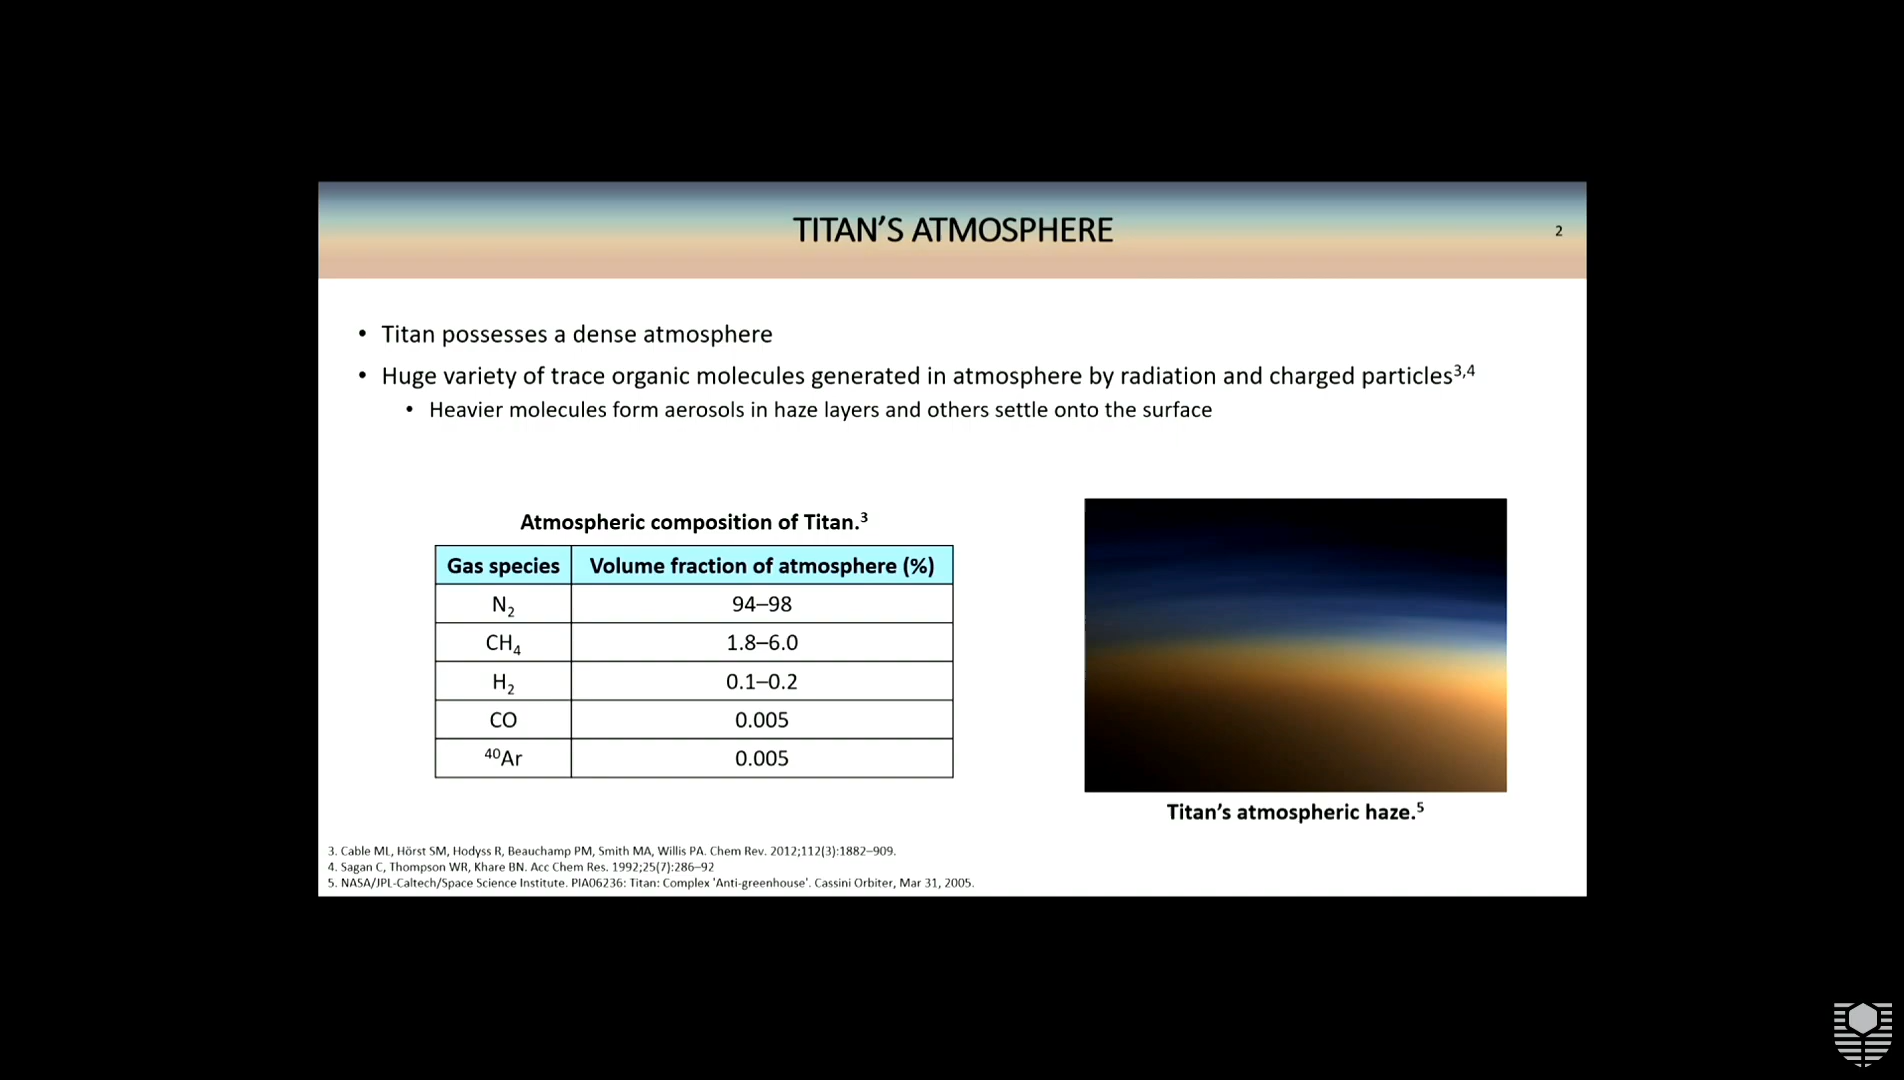 TITAN’S ATMOSPHERE
2
• Titan possesses a dense atmosphere
• Huge variety of trace organic molecules generated in atmosphere by radiation and charged particles³,⁴
• Heavier molecules form aerosols in haze layers and others settle onto the surface
Atmospheric composition of Titan.³
Gas species Volume fraction of atmosphere (%)
N₂ 94–98
CH₄ 1.8–6.0
H₂ 0.1–0.2
CO 0.005
⁴⁰Ar 0.005
Titan’s atmospheric haze.⁵
3. Cable ML, Hörst SM, Hodyss R, Beauchamp PM, Smith MA, Willis PA. Chem Rev. 2012;112(3):1882–909.
4. Sagan C, Thompson WR, Khare BN. Acc Chem Res. 1992;25(7):286–92
5. NASA/JPL-Caltech/Space Science Institute. PIA06236: Titan: Complex 'Anti-greenhouse'. Cassini Orbiter, Mar 31, 2005.